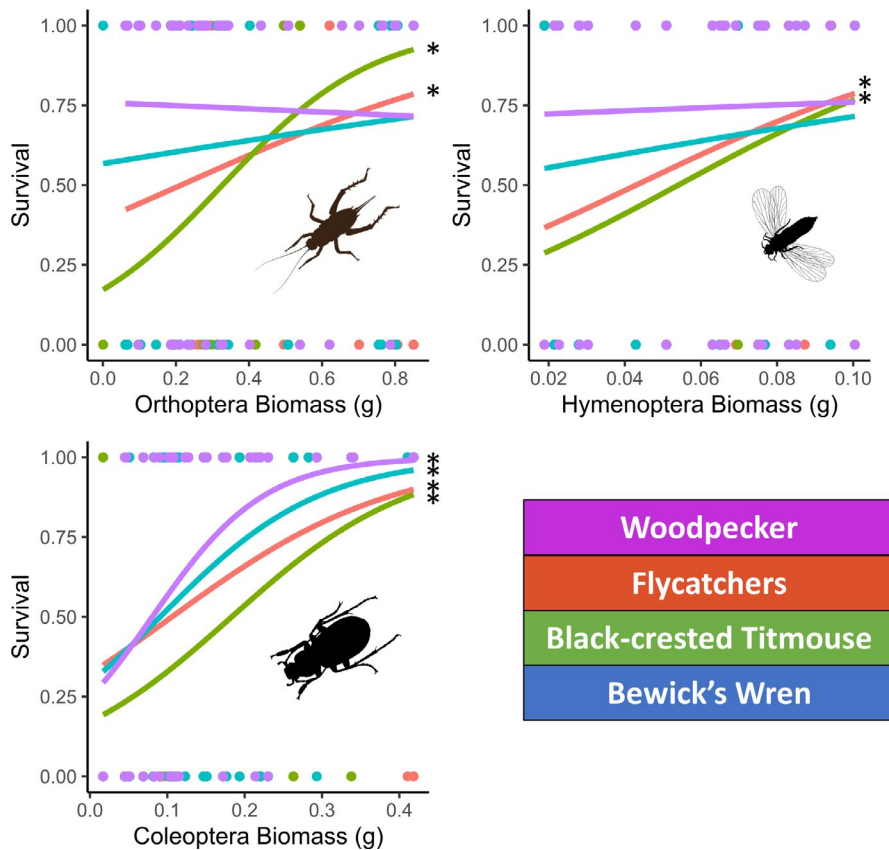 1.00
0.75
0.50
0.25
0.00
Survival
*
*
0.0 0.2 0.4 0.6 0.8
Orthoptera Biomass (g)
1.00
0.75
0.50
0.25
0.00
Survival
*
*
0.02 0.04 0.06 0.08 0.10
Hymenoptera Biomass (g)
1.00
0.75
0.50
0.25
0.00
Survival
*
*
*
*
0.0 0.1 0.2 0.3 0.4
Coleoptera Biomass (g)
Woodpecker
Flycatchers
Black-crested Titmouse
Bewick’s Wren